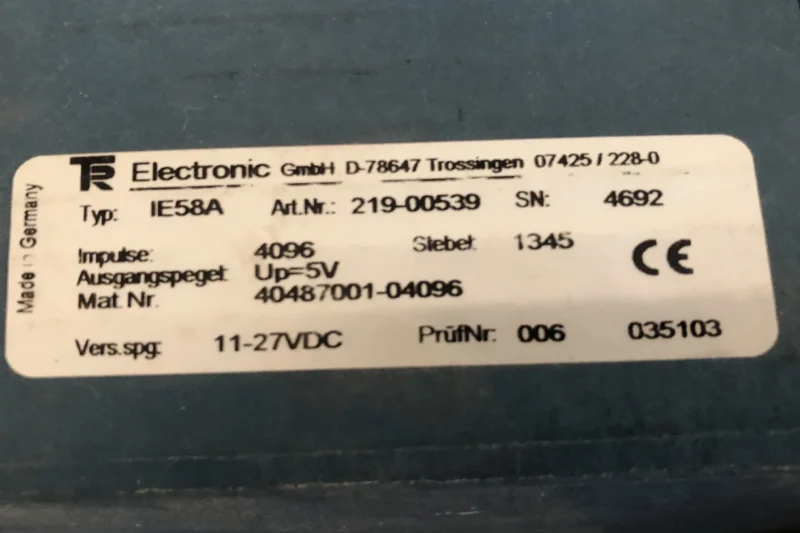 TR Electronic GmbH D-78647 Trossingen 07425 / 228-0
Typ: IE58A Art.Nr.: 219-00539 SN: 4692
Impulse: 4096 Siebel: 1345
Ausgangspegel: Up=5V
Mat.Nr. 40487001-04096
CE
Vers.spg: 11-27VDC PrüfNr: 006 035103
Made in Germany